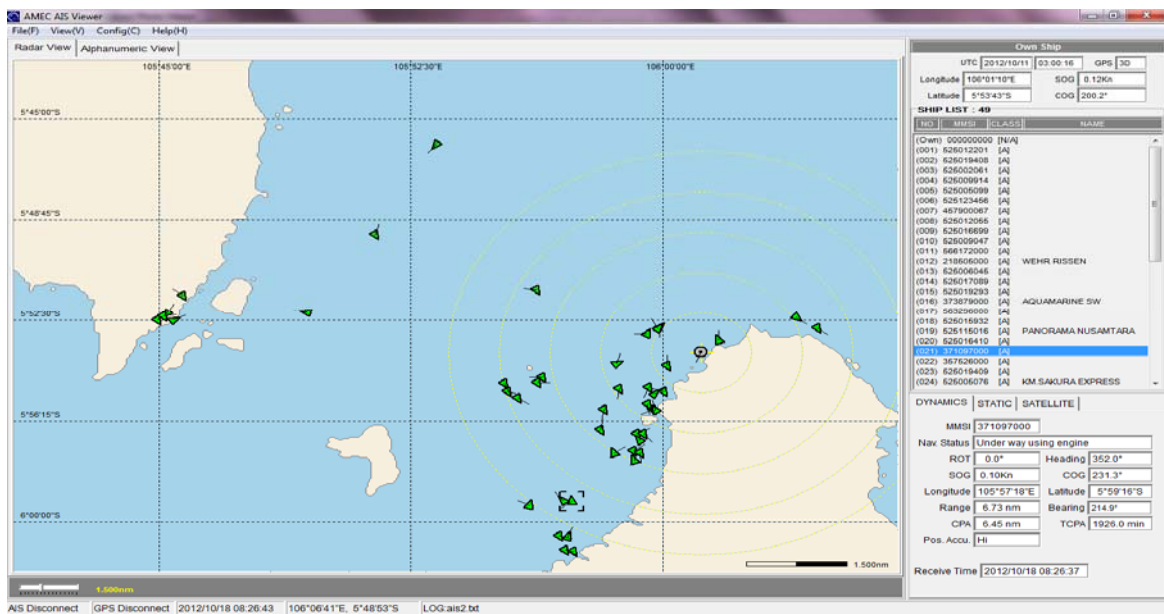 AMEC AIS Viewer
File(F) View(V) Config(C) Help(H)
Radar View Alphanumeric View
105°45'00"E 105°52'30"E 106°00'00"E
5°45'00"S
5°48'45"S
5°52'30"S
5°56'15"S
6°00'00"S
1.500nm
1.500nm
Own Ship
UTC 2012/10/11 03:00:16 GPS 3D
Longitude 106°01'10"E SOG 0.12Kn
Latitude 5°53'43"S COG 200.2°
SHIP LIST : 49
NO MMSI CLASS NAME
(Own) 000000000 [N/A]
(001) 525012201 [A]
(002) 525019408 [A]
(003) 525002061 [A]
(004) 525009914 [A]
(005) 525005099 [A]
(006) 525123456 [A]
(007) 457900067 [A]
(008) 525012055 [A]
(009) 525016699 [A]
(010) 525009047 [A]
(011) 566172000 [A]
(012) 218505000 [A] WEHR RISSEN
(013) 525006045 [A]
(014) 525017089 [A]
(015) 525019293 [A]
(016) 373879000 [A] AQUAMARINE SW
(017) 563296000 [A]
(018) 525015932 [A]
(019) 525115016 [A] PANORAMA NUSAMTARA
(020) 525016410 [A]
(021) 371097000 [A]
(022) 357526000 [A]
(023) 525019409 [A]
(024) 525005076 [A] KM.SAKURA EXPRESS
DYNAMICS STATIC SATELLITE
MMSI 371097000
Nav. Status Under way using engine
ROT 0.0° Heading 352.0°
SOG 0.10Kn COG 231.3°
Longitude 105°57'18"E Latitude 5°59'16"S
Range 6.73 nm Bearing 214.9°
CPA 6.45 nm TCPA 1926.0 min
Pos. Accu. Hi
Receive Time 2012/10/18 08:26:37
AIS Disconnect GPS Disconnect 2012/10/18 08:26:43 106°06'41"E, 5°48'53"S LOG:ais2.txt